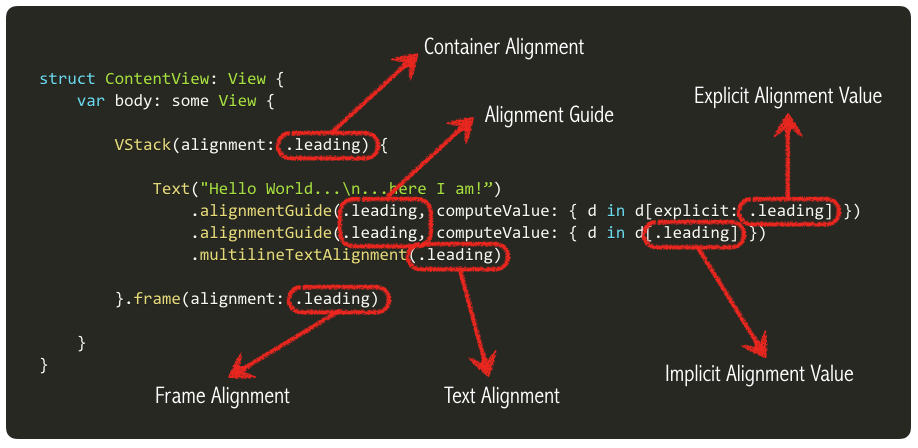 Container Alignment
struct ContentView: View {
Explicit Alignment Value
var body: some View {
Alignment Guide
VStack(alignment: .leading) {
Text("Hello World...\n...here I am!”)
.alignmentGuide(.leading, computeValue: { d in d[explicit: .leading] })
.alignmentGuide(.leading, computeValue: { d in d[.leading] })
.multilineTextAlignment(.leading)
}.frame(alignment: .leading)
}
}
Implicit Alignment Value
Frame Alignment
Text Alignment